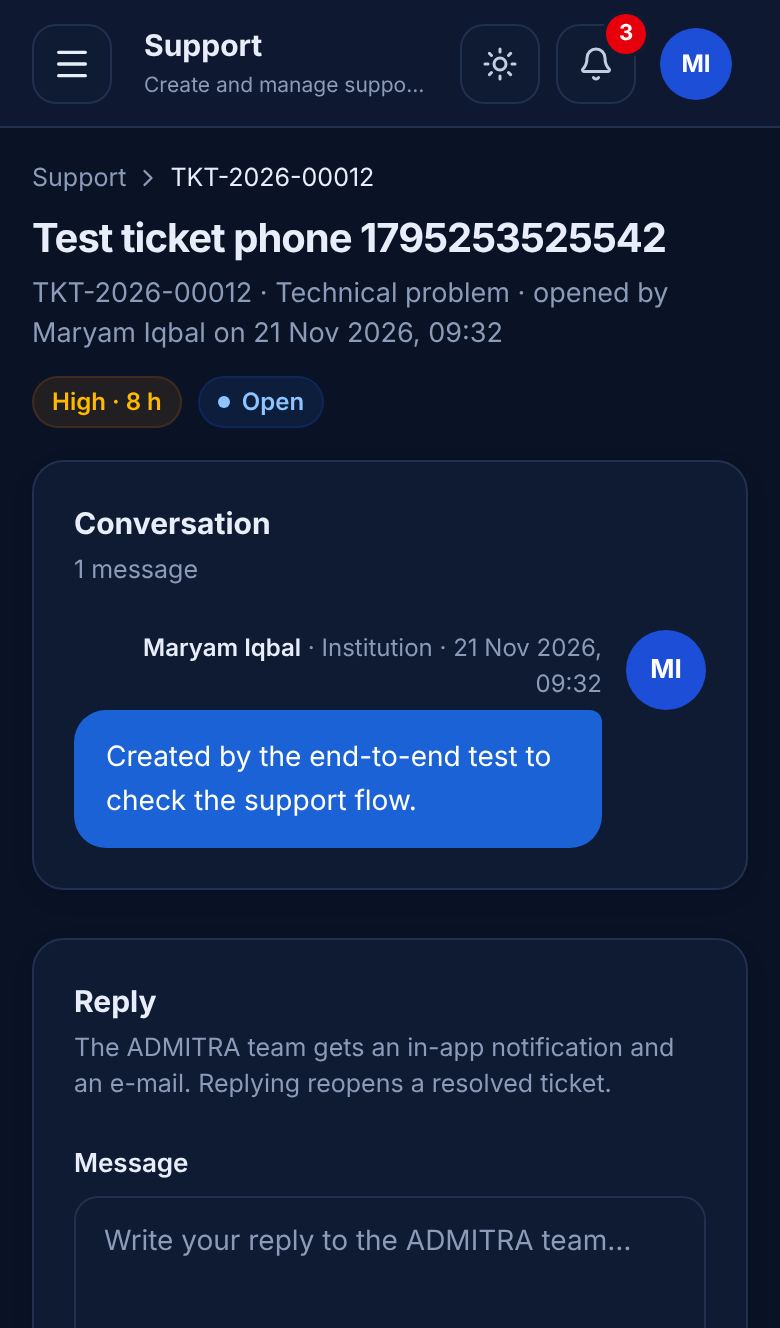 Support
Create and manage suppo...
3
MI
Support > TKT-2026-00012
Test ticket phone 1795253525542
TKT-2026-00012 · Technical problem · opened by
Maryam Iqbal on 21 Nov 2026, 09:32
High · 8 h
Open
Conversation
1 message
Maryam Iqbal · Institution · 21 Nov 2026,
09:32
MI
Created by the end-to-end test to
check the support flow.
Reply
The ADMITRA team gets an in-app notification and
an e-mail. Replying reopens a resolved ticket.
Message
Write your reply to the ADMITRA team...